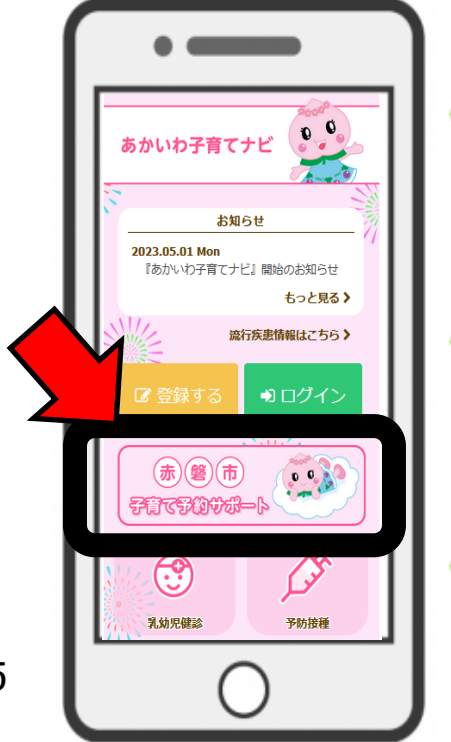 あかいわ子育てナビ
お知らせ
2023.05.01 Mon
『あかいわ子育てナビ』開始のお知らせ
もっと見る
流行疾患情報はこちら
登録する
ログイン
赤磐市
子育て予約サポート
乳幼児健診
予防接種